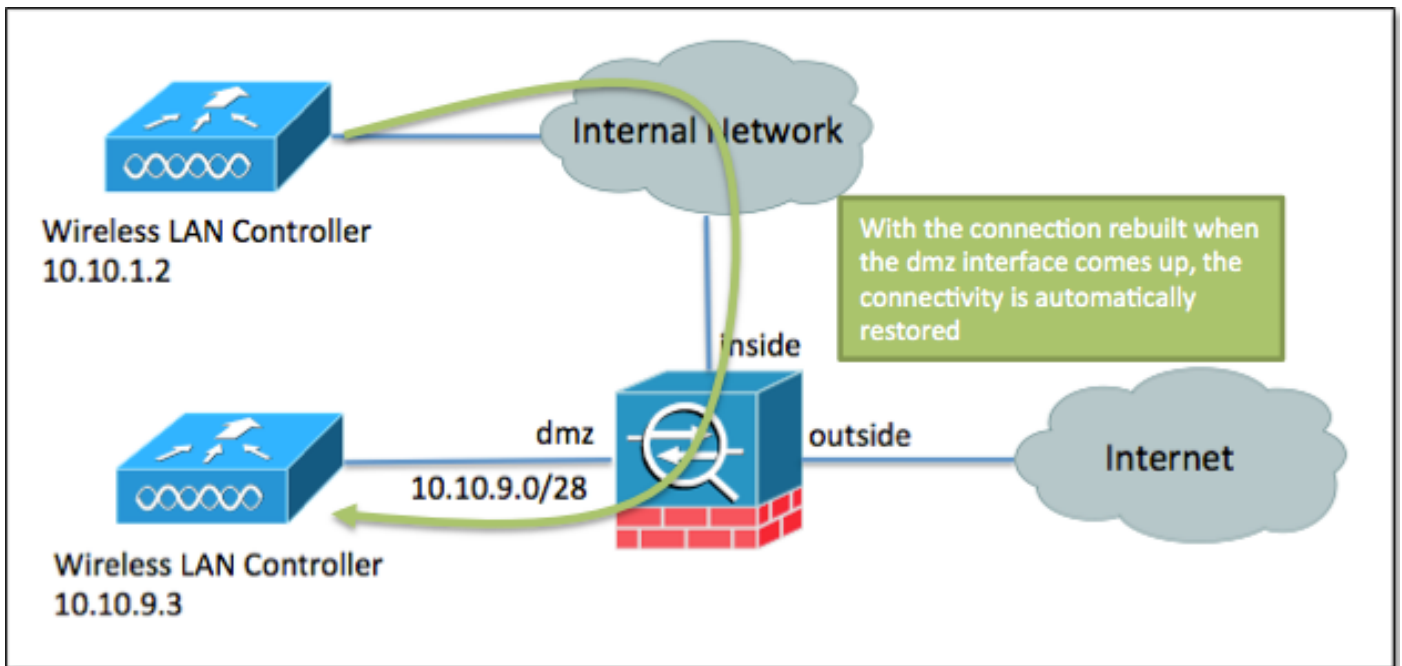 Internal Network
Wireless LAN Controller
10.10.1.2
With the connection rebuilt when
the dmz interface comes up, the
connectivity is automatically
restored
inside
dmz
outside
10.10.9.0/28
Internet
Wireless LAN Controller
10.10.9.3